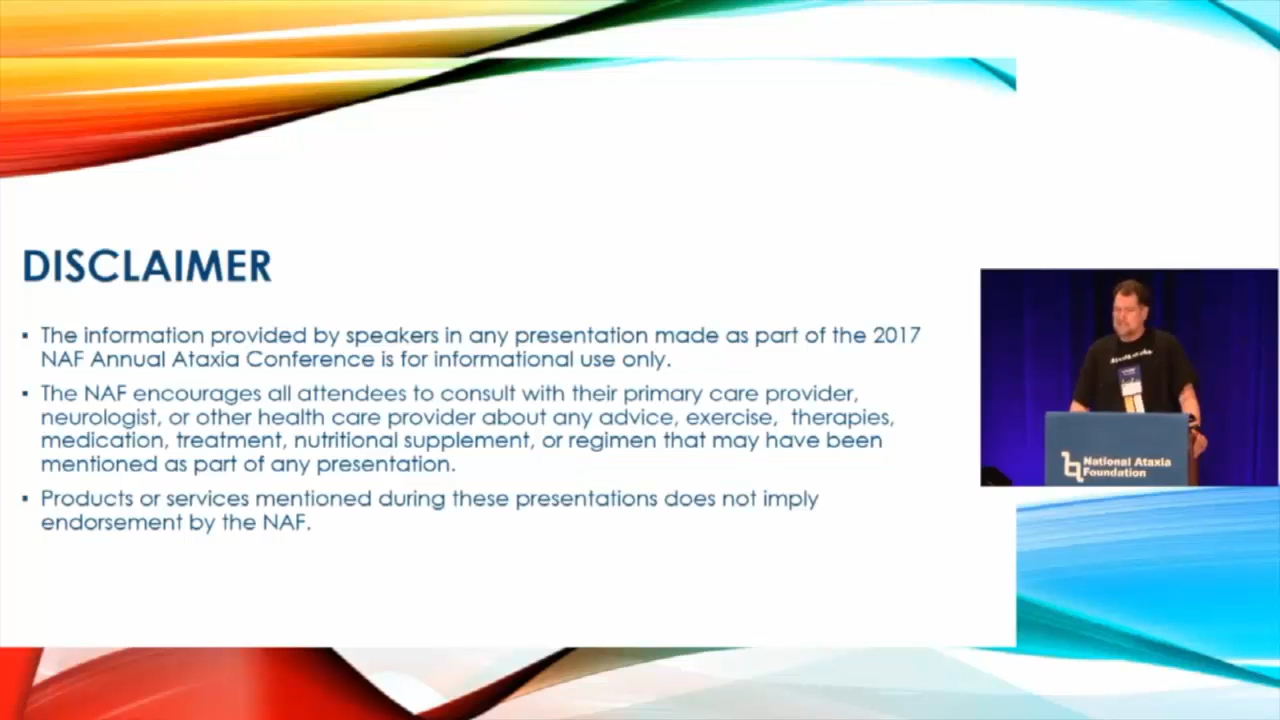 DISCLAIMER
▪ The information provided by speakers in any presentation made as part of the 2017
NAF Annual Ataxia Conference is for informational use only.
▪ The NAF encourages all attendees to consult with their primary care provider,
neurologist, or other health care provider about any advice, exercise,  therapies,
medication, treatment, nutritional supplement, or regimen that may have been
mentioned as part of any presentation.
▪ Products or services mentioned during these presentations does not imply
endorsement by the NAF.
National Ataxia
Foundation